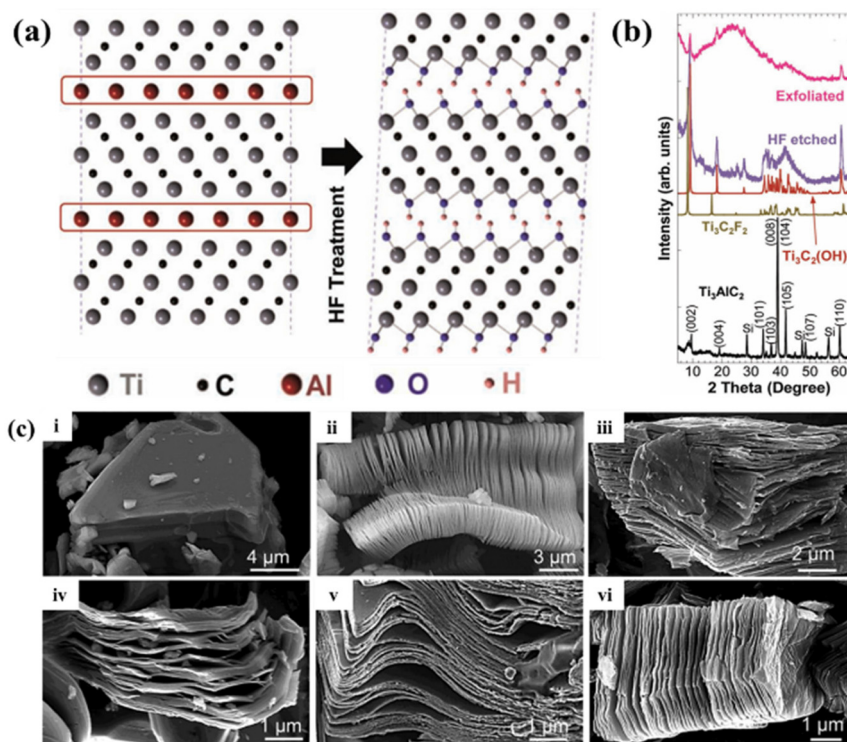 (a)
HF Treatment
Ti C Al O H
(b)
Intensity (arb. units)
Exfoliated
HF etched
Ti₃C₂F₂
Ti₃C₂(OH)
Ti₃AlC₂
(002)
(004)
Si
(101)
(103)
(008)
(104)
(105)
Si
(107)
Si
(110)
10 20 30 40 50 60
2 Theta (Degree)
(c)
i
4 µm
ii
3 µm
iii
2 µm
iv
1 µm
v
1 µm
vi
1 µm